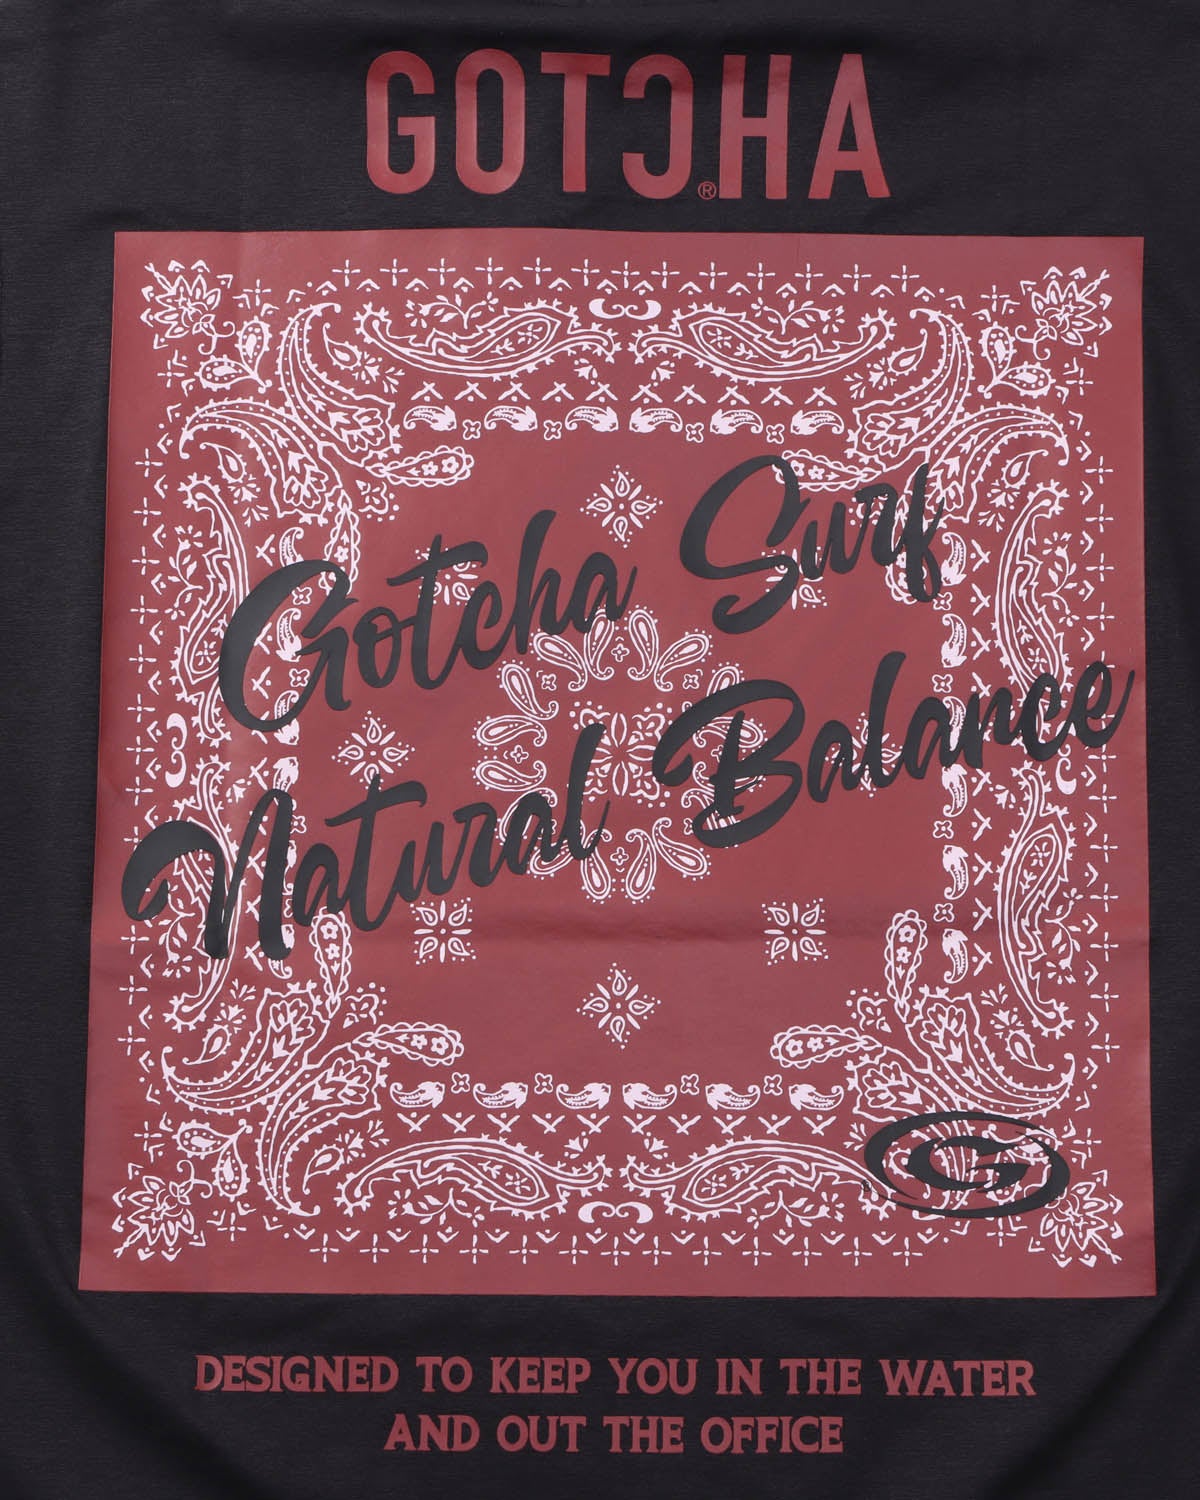 GOTCHA®
Gotcha Surf
Natural Balance
G
®
DESIGNED TO KEEP YOU IN THE WATER
AND OUT THE OFFICE